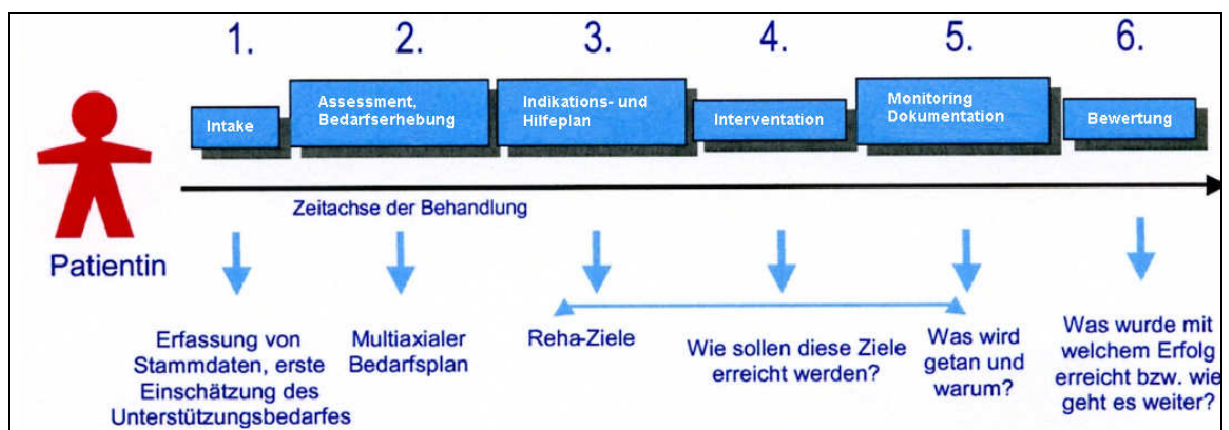 1.
2.
3.
4.
5.
6.
Intake
Assessment,
Bedarfserhebung
Indikations- und
Hilfeplan
Interventation
Monitoring
Dokumentation
Bewertung
Zeitachse der Behandlung
Patientin
Erfassung von
Stammdaten, erste
Einschätzung des
Unterstützungsbedarfes
Multiaxialer
Bedarfsplan
Reha-Ziele
Wie sollen diese Ziele
erreicht werden?
Was wird
getan und
warum?
Was wurde mit
welchem Erfolg
erreicht bzw. wie
geht es weiter?